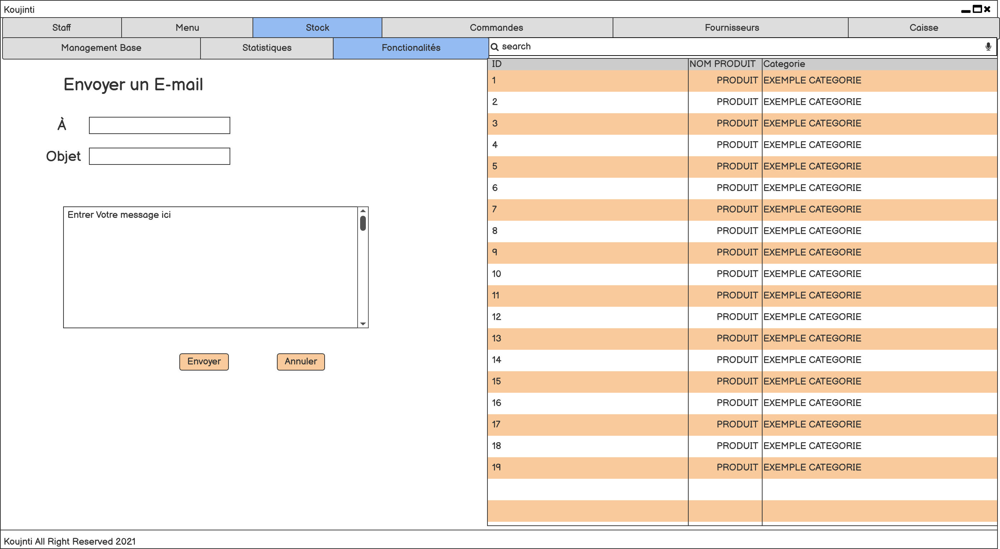 Koujinti
Staff Menu Stock Commandes Fournisseurs Caisse
Management Base Statistiques Fonctionalités search
Envoyer un E-mail
À
Objet
Entrer Votre message ici
Envoyer Annuler
ID NOM PRODUIT Categorie
1 PRODUIT EXEMPLE CATEGORIE
2 PRODUIT EXEMPLE CATEGORIE
3 PRODUIT EXEMPLE CATEGORIE
4 PRODUIT EXEMPLE CATEGORIE
5 PRODUIT EXEMPLE CATEGORIE
6 PRODUIT EXEMPLE CATEGORIE
7 PRODUIT EXEMPLE CATEGORIE
8 PRODUIT EXEMPLE CATEGORIE
9 PRODUIT EXEMPLE CATEGORIE
10 PRODUIT EXEMPLE CATEGORIE
11 PRODUIT EXEMPLE CATEGORIE
12 PRODUIT EXEMPLE CATEGORIE
13 PRODUIT EXEMPLE CATEGORIE
14 PRODUIT EXEMPLE CATEGORIE
15 PRODUIT EXEMPLE CATEGORIE
16 PRODUIT EXEMPLE CATEGORIE
17 PRODUIT EXEMPLE CATEGORIE
18 PRODUIT EXEMPLE CATEGORIE
19 PRODUIT EXEMPLE CATEGORIE
Koujnti All Right Reserved 2021